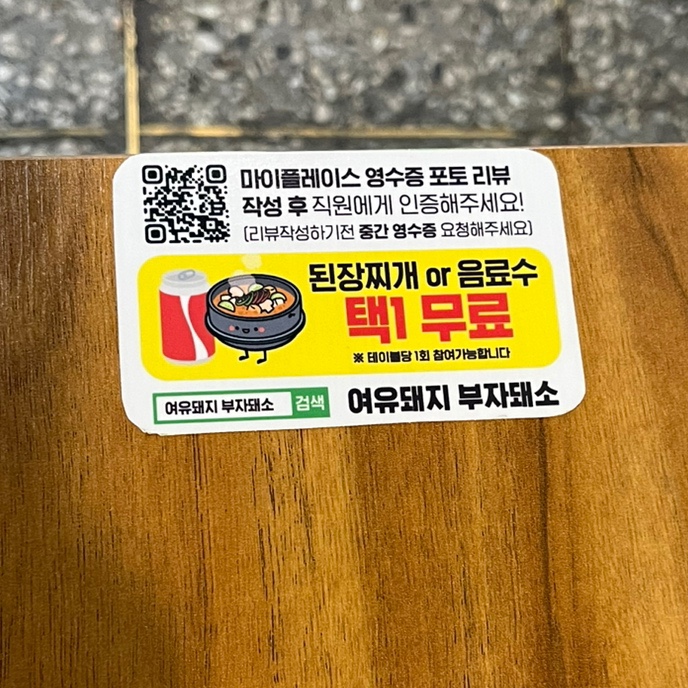 마이플레이스 영수증 포토 리뷰
작성 후 직원에게 인증해주세요!
(리뷰작성하기전 중간 영수증 요청해주세요)
된장찌개 or 음료수
택1 무료
※ 테이블당 1회 참여가능합니다
여유돼지 부자돼소 검색
여유돼지 부자돼소